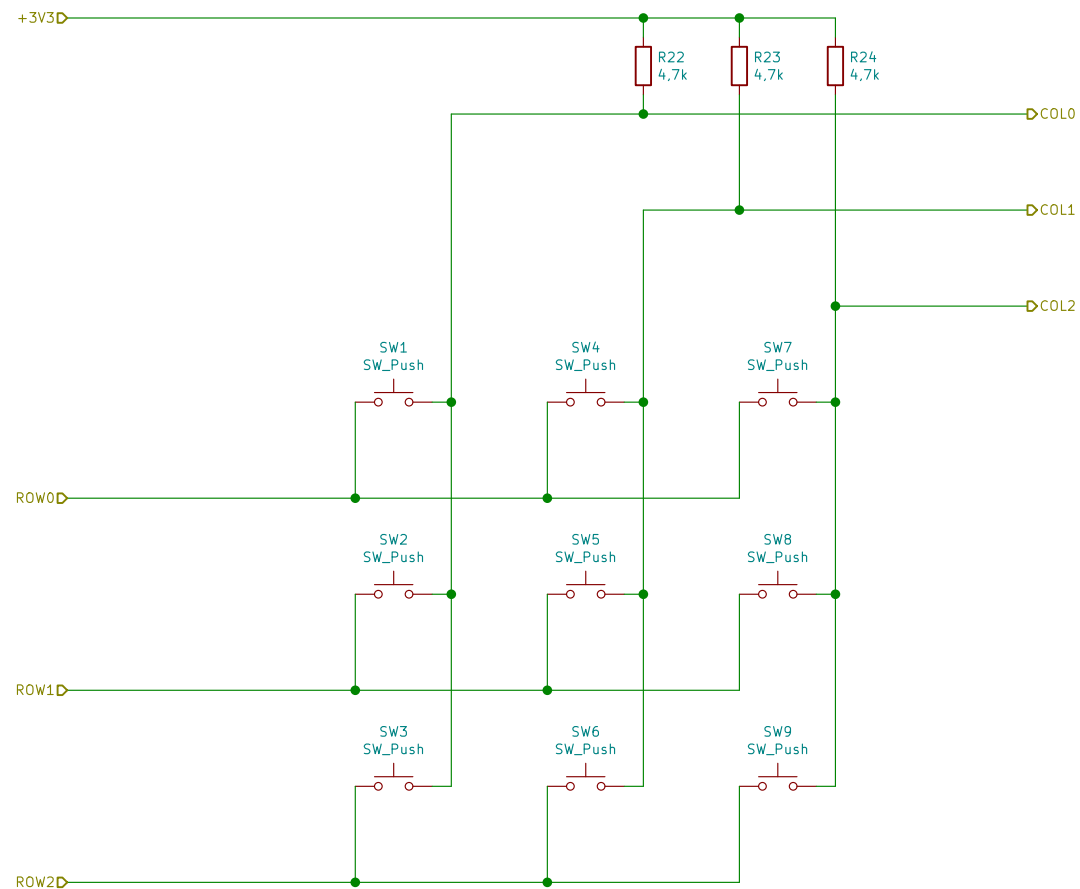 +3V3
R22
4,7k
R23
4,7k
R24
4,7k
COL0
COL1
COL2
SW1
SW_Push
SW4
SW_Push
SW7
SW_Push
ROW0
SW2
SW_Push
SW5
SW_Push
SW8
SW_Push
ROW1
SW3
SW_Push
SW6
SW_Push
SW9
SW_Push
ROW2